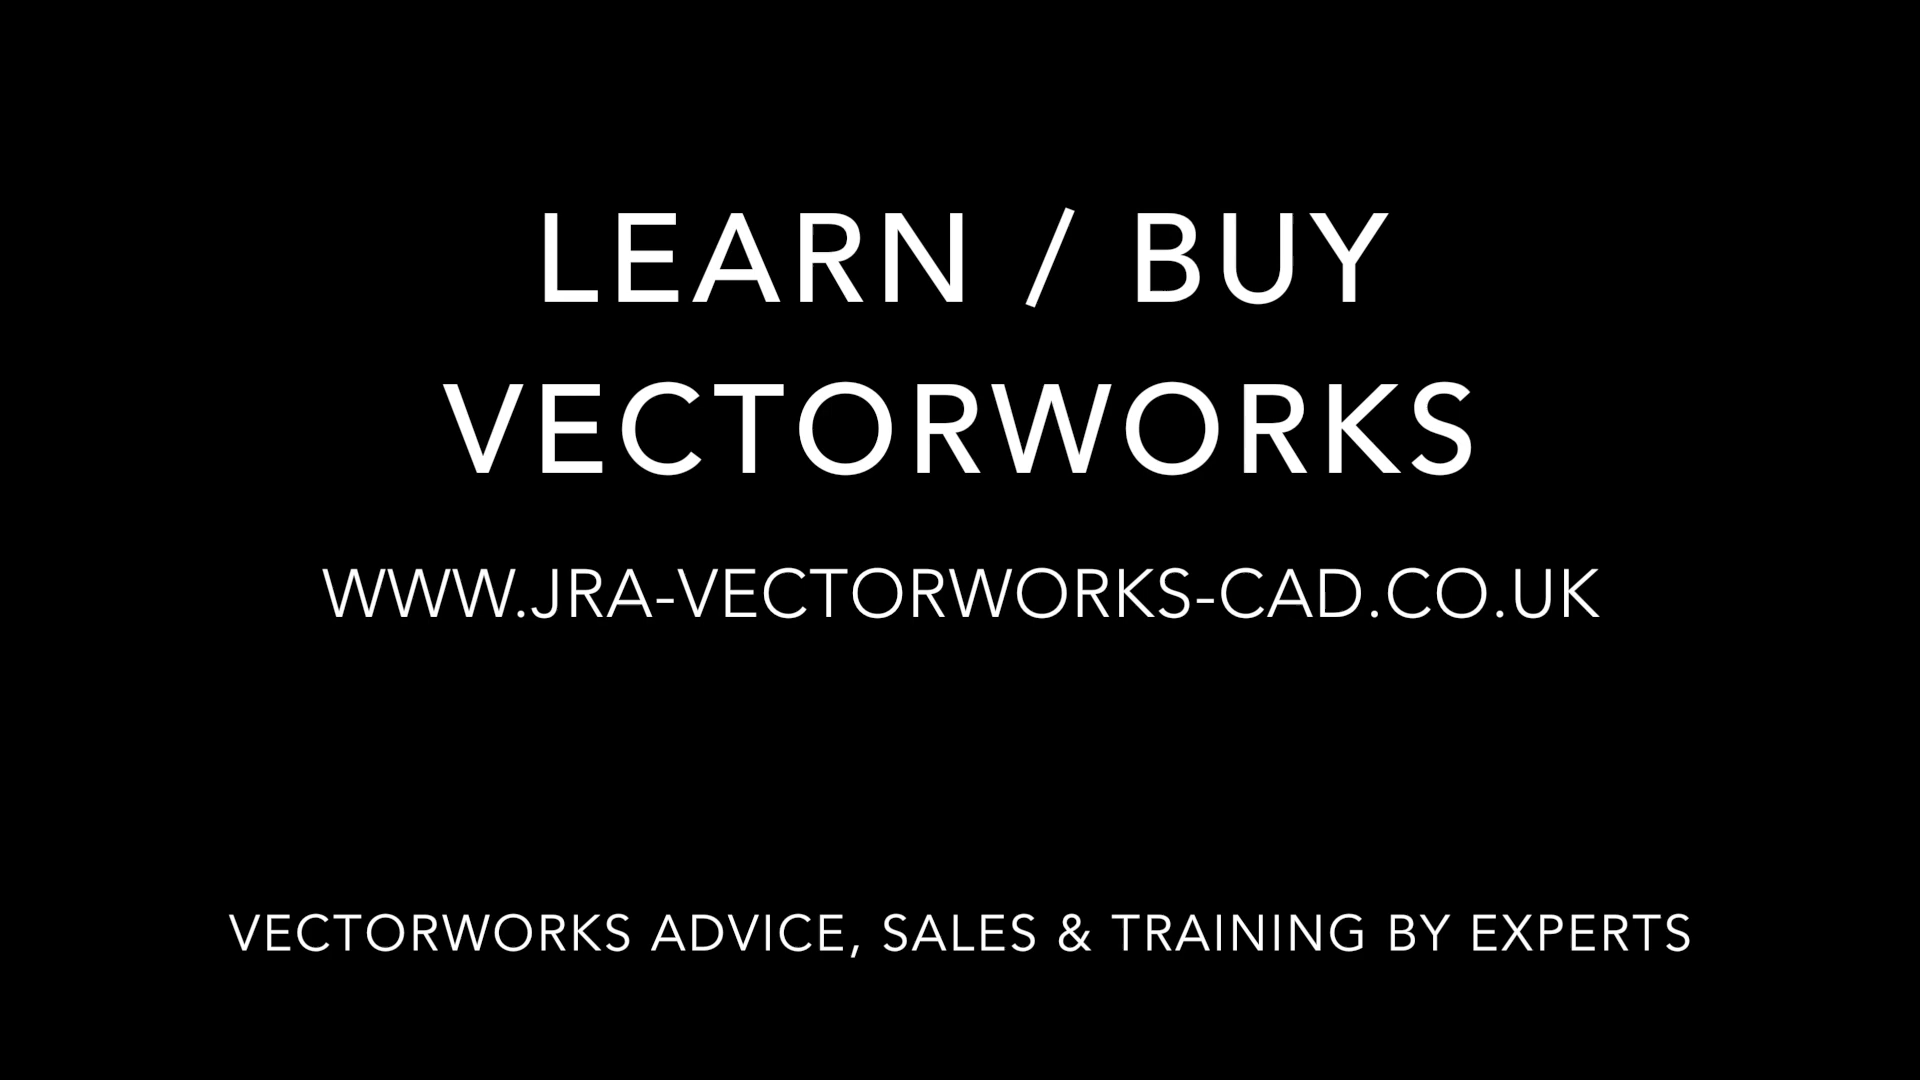 LEARN / BUY
VECTORWORKS
WWW.JRA-VECTORWORKS-CAD.CO.UK
VECTORWORKS ADVICE, SALES & TRAINING BY EXPERTS